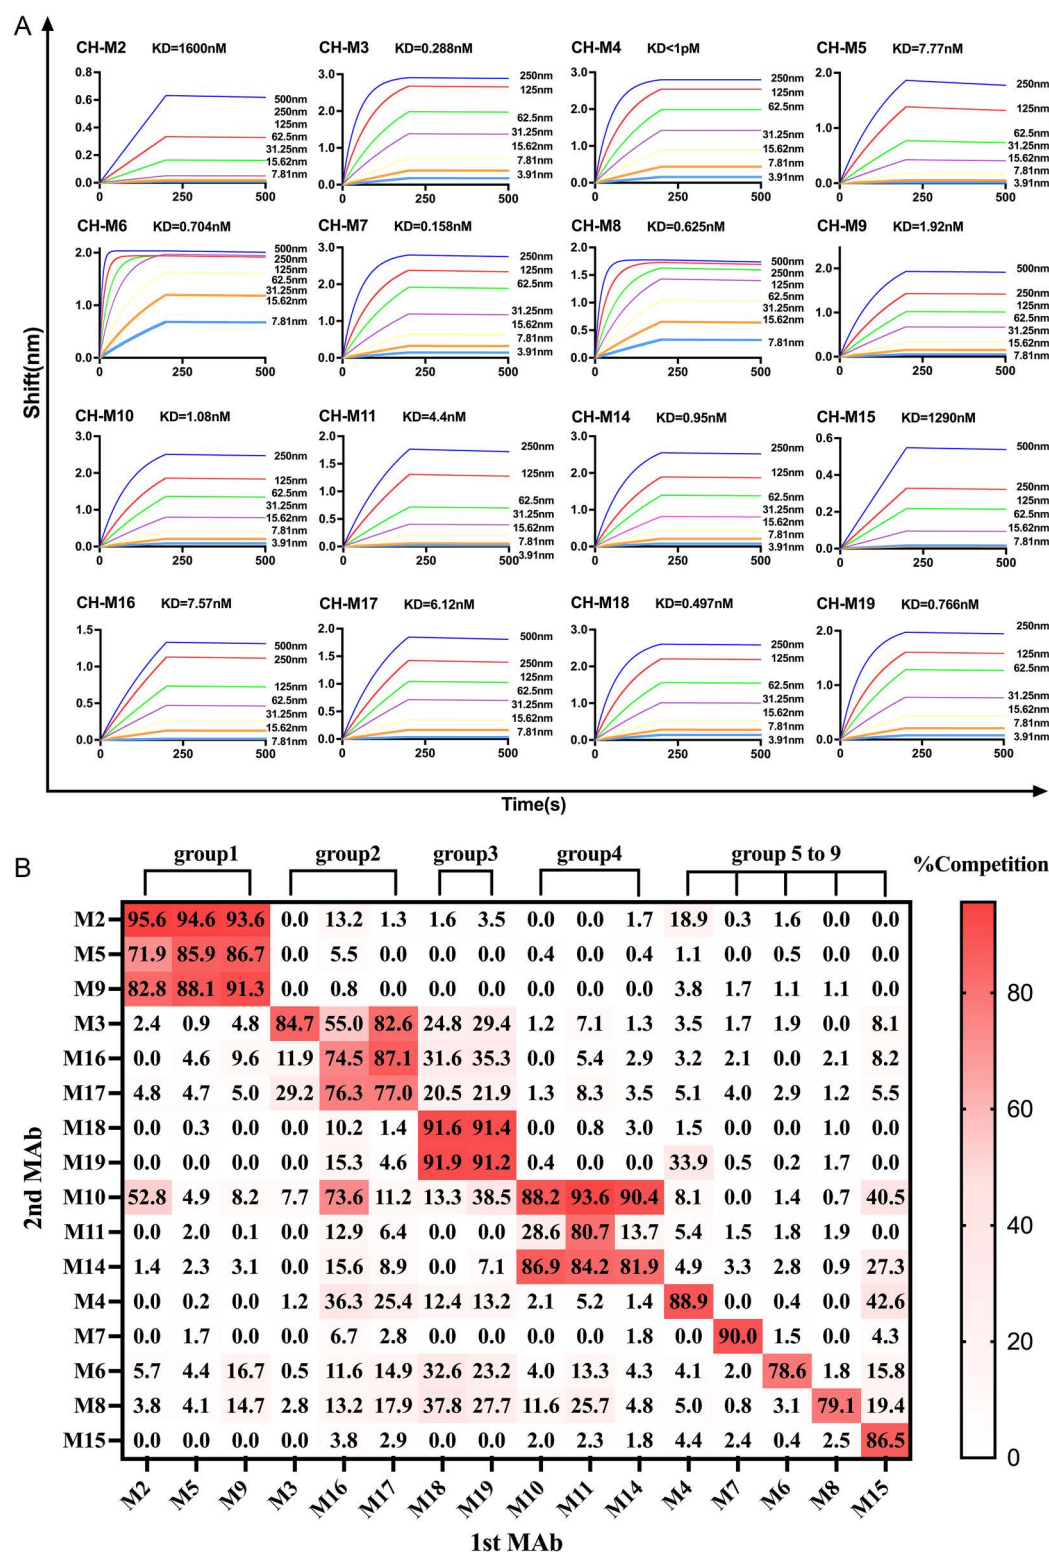 A
Shift(nm)
CH-M2 KD=1600nM
0.8
0.6
0.4
0.2
0.0
0 250 500
500nm
250nm
125nm
62.5nm
31.25nm
15.62nm
7.81nm
CH-M3 KD=0.288nM
3.0
2.0
1.0
0.0
0 250 500
250nm
125nm
62.5nm
31.25nm
15.62nm
7.81nm
3.91nm
CH-M4 KD<1pM
3.0
2.0
1.0
0.0
0 250 500
250nm
125nm
62.5nm
31.25nm
15.62nm
7.81nm
3.91nm
CH-M5 KD=7.77nM
2.0
1.0
0.0
0 250 500
250nm
125nm
62.5nm
31.25nm
15.62nm
7.81nm
3.91nm
CH-M6 KD=0.704nM
2.0
1.0
0.0
0 250 500
500nm
250nm
125nm
62.5nm
31.25nm
15.62nm
7.81nm
CH-M7 KD=0.158nM
3.0
2.0
1.0
0.0
0 250 500
250nm
125nm
62.5nm
31.25nm
15.62nm
7.81nm
3.91nm
CH-M8 KD=0.625nM
2.0
1.5
1.0
0.5
0.0
0 250 500
500nm
250nm
125nm
62.5nm
31.25nm
15.62nm
7.81nm
CH-M9 KD=1.92nM
2.0
1.0
0.0
0 250 500
500nm
250nm
125nm
62.5nm
31.25nm
15.62nm
7.81nm
CH-M10 KD=1.08nM
3.0
2.0
1.0
0.0
0 250 500
250nm
125nm
62.5nm
31.25nm
15.62nm
7.81nm
3.91nm
CH-M11 KD=4.4nM
2.0
1.5
1.0
0.5
0.0
0 250 500
250nm
125nm
62.5nm
31.25nm
15.62nm
7.81nm
3.91nm
CH-M14 KD=0.95nM
3.0
2.0
1.0
0.0
0 250 500
250nm
125nm
62.5nm
31.25nm
15.62nm
7.81nm
3.91nm
CH-M15 KD=1290nM
0.6
0.4
0.2
0.0
0 250 500
500nm
250nm
125nm
62.5nm
15.62nm
7.81nm
CH-M16 KD=7.57nM
1.5
1.0
0.5
0.0
0 250 500
500nm
250nm
125nm
62.5nm
31.25nm
15.62nm
7.81nm
CH-M17 KD=6.12nM
2.0
1.5
1.0
0.5
0.0
0 250 500
500nm
250nm
125nm
62.5nm
31.25nm
15.62nm
7.81nm
CH-M18 KD=0.497nM
3.0
2.0
1.0
0.0
0 250 500
250nm
125nm
62.5nm
31.25nm
15.62nm
7.81nm
3.91nm
CH-M19 KD=0.766nM
2.0
1.0
0.0
0 250 500
250nm
125nm
62.5nm
31.25nm
7.81nm
3.91nm
Time(s)
B
group1 group2 group3 group4 group 5 to 9
%Competition
2nd MAb
M2 95.6 94.6 93.6 0.0 13.2 1.3 1.6 3.5 0.0 0.0 1.7 18.9 0.3 1.6 0.0 0.0
M5 71.9 85.9 86.7 0.0 5.5 0.0 0.0 0.0 0.4 0.0 0.4 1.1 0.0 0.5 0.0 0.0
M9 82.8 88.1 91.3 0.0 0.8 0.0 0.0 0.0 0.0 0.0 0.0 3.8 1.7 1.1 1.1 0.0
M3 2.4 0.9 4.8 84.7 55.0 82.6 24.8 29.4 1.2 7.1 1.3 3.5 1.7 1.9 0.0 8.1
M16 0.0 4.6 9.6 11.9 74.5 87.1 31.6 35.3 0.0 5.4 2.9 3.2 2.1 0.0 2.1 8.2
M17 4.8 4.7 5.0 29.2 76.3 77.0 20.5 21.9 1.3 8.3 3.5 5.1 4.0 2.9 1.2 5.5
M18 0.0 0.3 0.0 0.0 10.2 1.4 91.6 91.4 0.0 0.8 3.0 1.5 0.0 0.0 1.0 0.0
M19 0.0 0.0 0.0 0.0 15.3 4.6 91.9 91.2 0.4 0.0 0.0 33.9 0.5 0.2 1.7 0.0
M10 52.8 4.9 8.2 7.7 73.6 11.2 13.3 38.5 88.2 93.6 90.4 8.1 0.0 1.4 0.7 40.5
M11 0.0 2.0 0.1 0.0 12.9 6.4 0.0 0.0 28.6 80.7 13.7 5.4 1.5 1.8 1.9 0.0
M14 1.4 2.3 3.1 0.0 15.6 8.9 0.0 7.1 86.9 84.2 81.9 4.9 3.3 2.8 0.9 27.3
M4 0.0 0.2 0.0 1.2 36.3 25.4 12.4 13.2 2.1 5.2 1.4 88.9 0.0 0.4 0.0 42.6
M7 0.0 1.7 0.0 0.0 6.7 2.8 0.0 0.0 0.0 0.0 1.8 0.0 90.0 1.5 0.0 4.3
M6 5.7 4.4 16.7 0.5 11.6 14.9 32.6 23.2 4.0 13.3 4.3 4.1 2.0 78.6 1.8 15.8
M8 3.8 4.1 14.7 2.8 13.2 17.9 37.8 27.7 11.6 25.7 4.8 5.0 0.8 3.1 79.1 19.4
M15 0.0 0.0 0.0 0.0 3.8 2.9 0.0 0.0 2.0 2.3 1.8 4.4 2.4 0.4 2.5 86.5
M2 M5 M9 M3 M16 M17 M18 M19 M10 M11 M14 M4 M7 M6 M8 M15
1st MAb
80
60
40
20
0